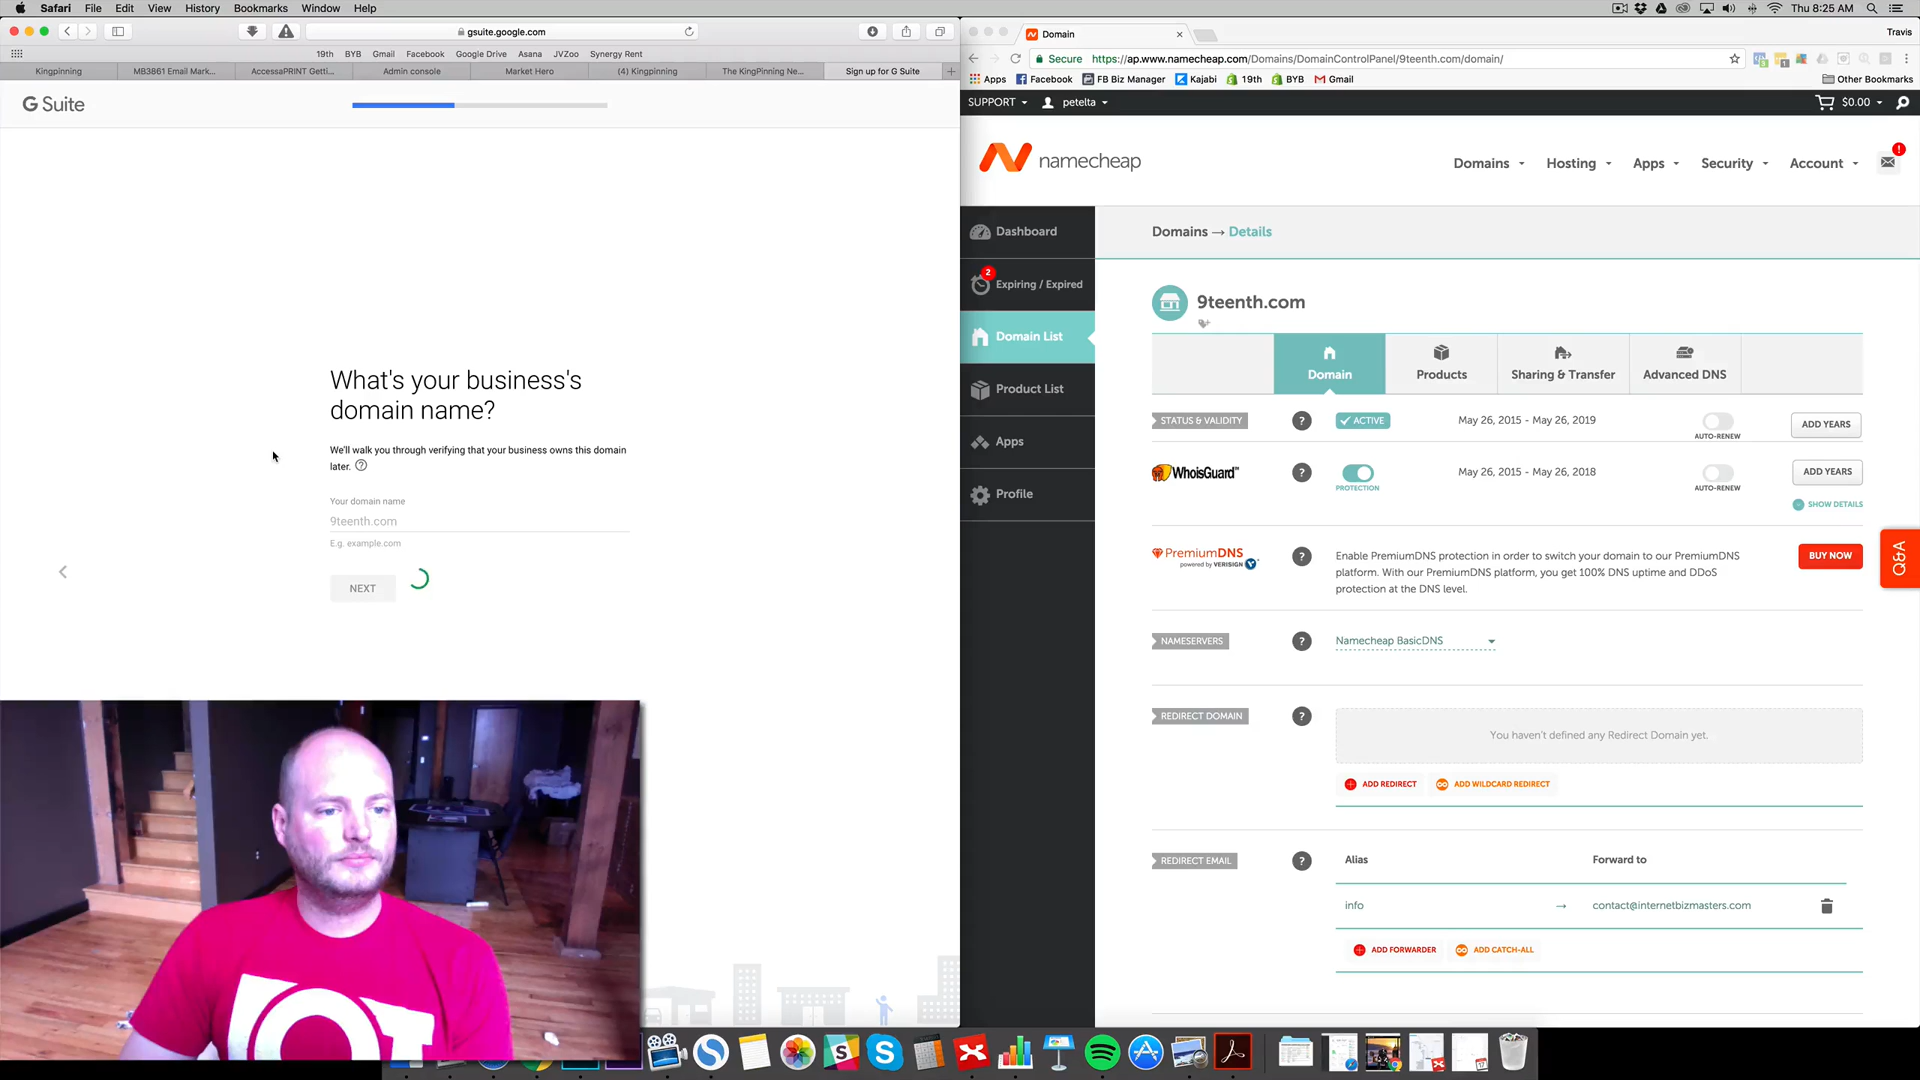 Safari File Edit View History Bookmarks Window Help
Thu 8:25 AM
gsuite.google.com
19th BYB Gmail Facebook Google Drive Asana JVZoo Synergy Rent
Kingpinning MB3861 Email Mark... AccessaPRINT Getti... Admin console Market Hero (4) Kingpinning The KingPinning Ne... Sign up for G Suite
G Suite
What's your business's
domain name?
We'll walk you through verifying that your business owns this domain
later. ?
Your domain name
9teenth.com
E.g. example.com
NEXT
Domain
Travis
Secure https://ap.www.namecheap.com/Domains/DomainControlPanel/9teenth.com/domain/
Apps Facebook FB Biz Manager Kajabi 19th BYB Gmail Other Bookmarks
SUPPORT petelta $0.00
namecheap
Domains Hosting Apps Security Account !
Dashboard
2
Expiring / Expired
Domain List
Product List
Apps
Profile
Domains → Details
9teenth.com
Domain Products Sharing & Transfer Advanced DNS
STATUS & VALIDITY ? ACTIVE May 26, 2015 - May 26, 2019 AUTO-RENEW ADD YEARS
WhoisGuard ? PROTECTION May 26, 2015 - May 26, 2018 AUTO-RENEW ADD YEARS
SHOW DETAILS
PremiumDNS
powered by VERISIGN
?
Enable PremiumDNS protection in order to switch your domain to our PremiumDNS
platform. With our PremiumDNS platform, you get 100% DNS uptime and DDoS
protection at the DNS level.
BUY NOW
Q&A
NAMESERVERS ? Namecheap BasicDNS
REDIRECT DOMAIN ? You haven't defined any Redirect Domain yet.
ADD REDIRECT ADD WILDCARD REDIRECT
REDIRECT EMAIL ? Alias Forward to
info → contact@internetbizmasters.com
ADD FORWARDER ADD CATCH-ALL